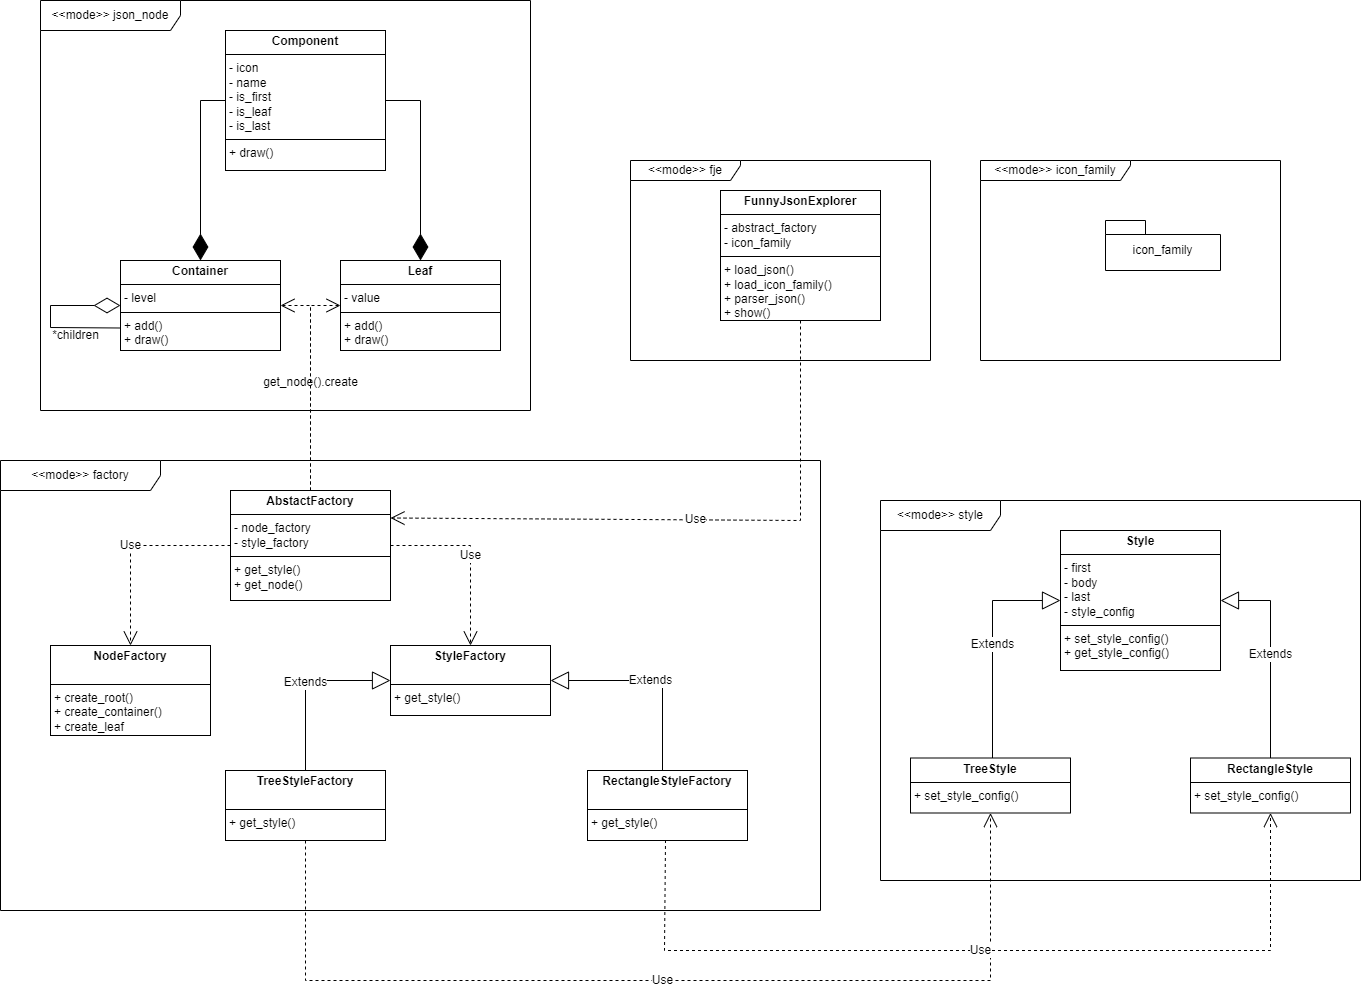 <<mode>> json_node
Component
- icon
- name
- is_first
- is_leaf
- is_last
+ draw()
Container
- level
+ add()
+ draw()
*children
Leaf
- value
+ add()
+ draw()
get_node().create
<<mode>> fje
FunnyJsonExplorer
- abstract_factory
- icon_family
+ load_json()
+ load_icon_family()
+ parser_json()
+ show()
<<mode>> icon_family
icon_family
<<mode>> factory
AbstactFactory
- node_factory
- style_factory
+ get_style()
+ get_node()
Use
Use
Use
NodeFactory
+ create_root()
+ create_container()
+ create_leaf
StyleFactory
+ get_style()
Extends
Extends
TreeStyleFactory
+ get_style()
RectangleStyleFactory
+ get_style()
<<mode>> style
Style
- first
- body
- last
- style_config
+ set_style_config()
+ get_style_config()
Extends
Extends
TreeStyle
+ set_style_config()
RectangleStyle
+ set_style_config()
Use
Use